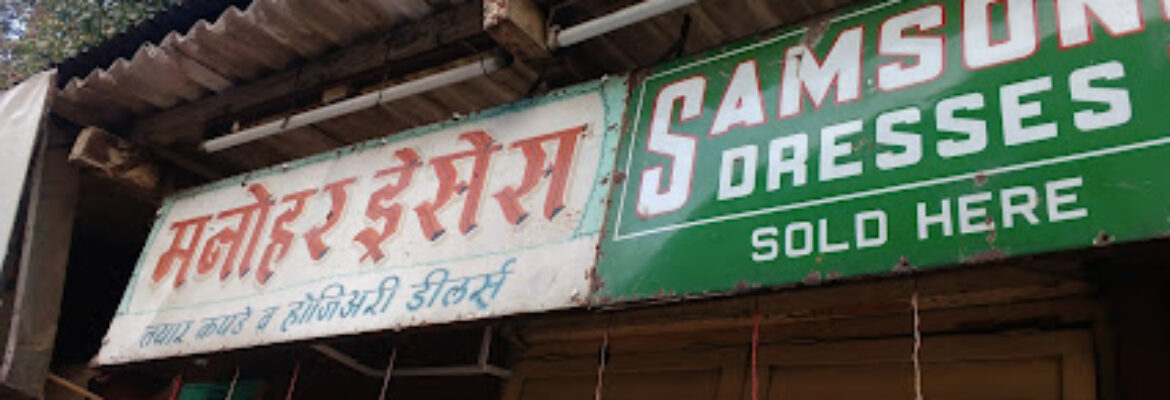 मनोहर ड्रेसेस
तयार कपडे व होजिअरी डीलर्स
SAMSON
DRESSES
SOLD HERE